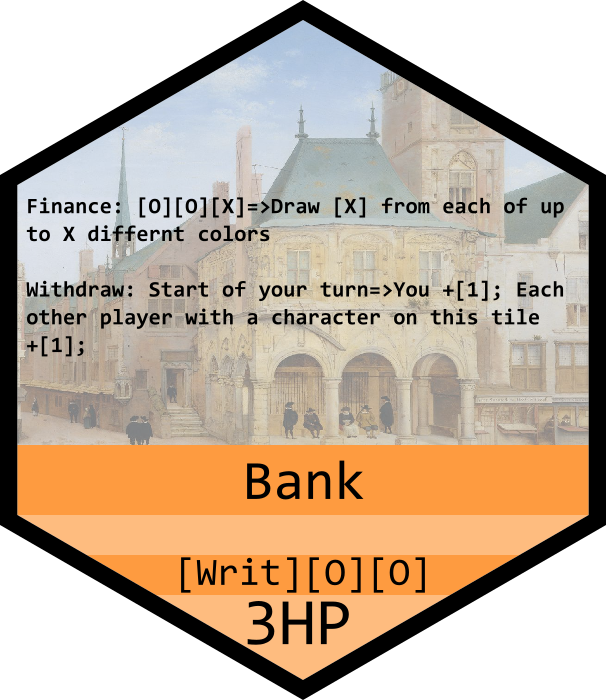 Finance: [O][O][X]=>Draw [X] from each of up
to X differnt colors
Withdraw: Start of your turn=>You +[1]; Each
other player with a character on this tile
+[1];
Bank
[Writ][O][O]
3HP